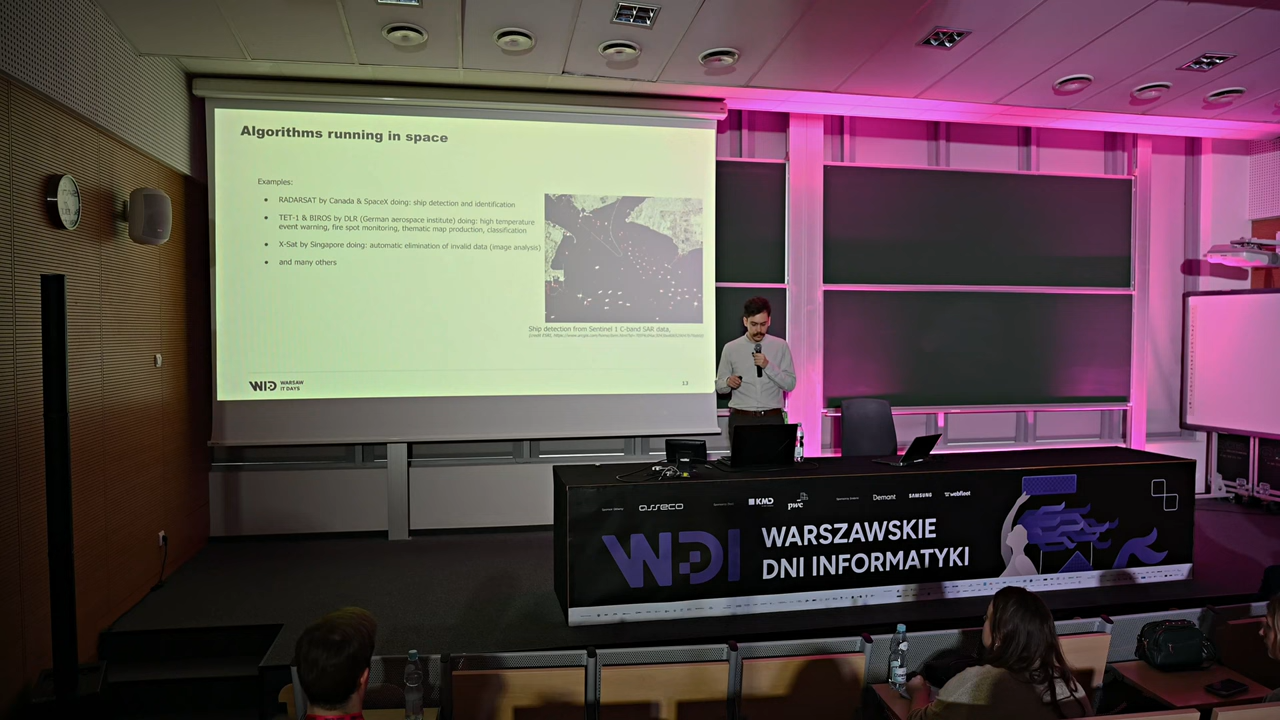 Algorithms running in space
Examples:
• RADARSAT by Canada & SpaceX doing: ship detection and identification
• TET-1 & BIROS by DLR (German aerospace institute) doing: high temperature
event warning, fire spot monitoring, thematic map production, classification
• X-Sat by Singapore doing: automatic elimination of invalid data (image analysis)
• and many others
Ship detection from Sentinel 1 C-band SAR data,
WDI WARSAW
IT DAYS
13
asseco
KMD
pwc
Demant
SAMSUNG
webfleet
WDI
WARSZAWSKIE
DNI INFORMATYKI